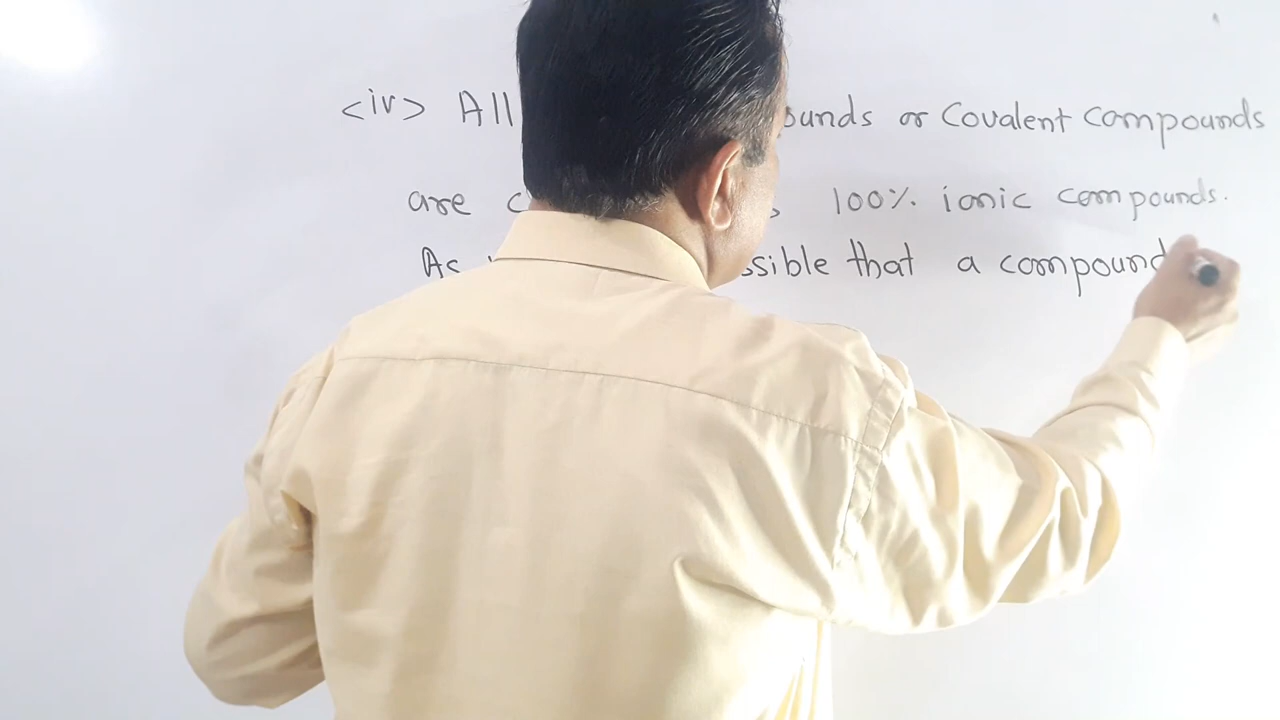 <iv> All ounds or Covalent compounds
are 100% ionic compounds.
As ssible that a compound